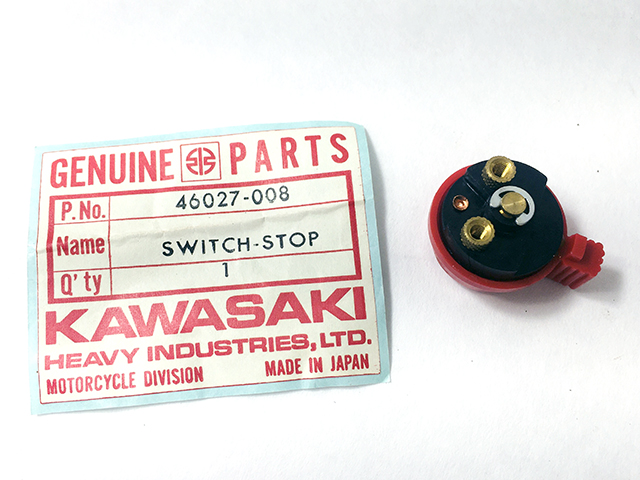 GENUINE PARTS
P.No. 46027-008
Name SWITCH-STOP
Q'ty 1
KAWASAKI
HEAVY INDUSTRIES, LTD.
MOTORCYCLE DIVISION MADE IN JAPAN